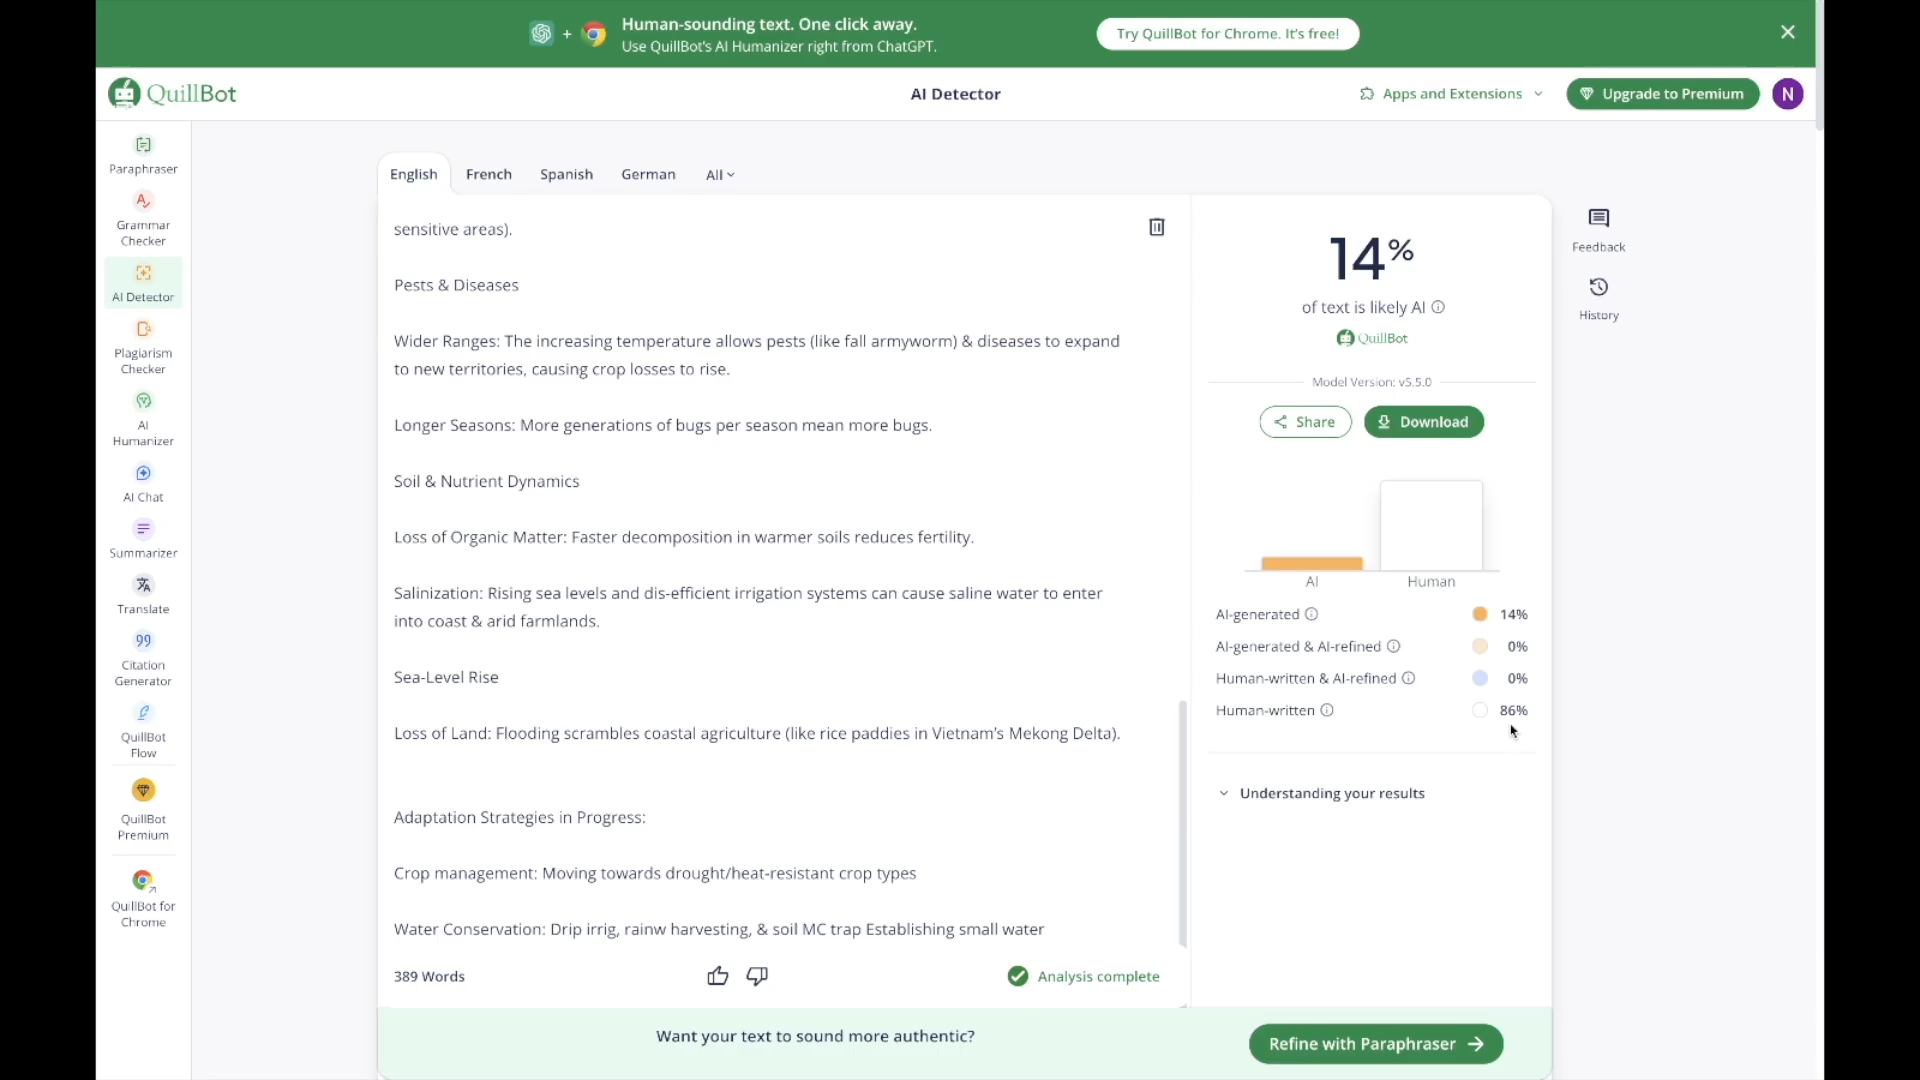 Human-sounding text. One click away.
+
Use QuillBot's AI Humanizer right from ChatGPT.
Try QuillBot for Chrome. It's free!
QuillBot
AI Detector
Apps and Extensions
Upgrade to Premium
N
Paraphraser
Grammar
Checker
AI Detector
Plagiarism
Checker
AI
Humanizer
AI Chat
Summarizer
Translate
Citation
Generator
QuillBot
Flow
QuillBot
Premium
QuillBot for
Chrome
English
French
Spanish
German
All
sensitive areas).
Pests & Diseases
Wider Ranges: The increasing temperature allows pests (like fall armyworm) & diseases to expand
to new territories, causing crop losses to rise.
Longer Seasons: More generations of bugs per season mean more bugs.
Soil & Nutrient Dynamics
Loss of Organic Matter: Faster decomposition in warmer soils reduces fertility.
Salinization: Rising sea levels and dis-efficient irrigation systems can cause saline water to enter
into coast & arid farmlands.
Sea-Level Rise
Loss of Land: Flooding scrambles coastal agriculture (like rice paddies in Vietnam's Mekong Delta).
Adaptation Strategies in Progress:
Crop management: Moving towards drought/heat-resistant crop types
Water Conservation: Drip irrig, rainw harvesting, & soil MC trap Establishing small water
389 Words
Analysis complete
Want your text to sound more authentic?
Refine with Paraphraser
14%
of text is likely AI
QuillBot
Model Version: v5.5.0
Share
Download
AI
Human
AI-generated 14%
AI-generated & AI-refined 0%
Human-written & AI-refined 0%
Human-written 86%
Understanding your results
Feedback
History